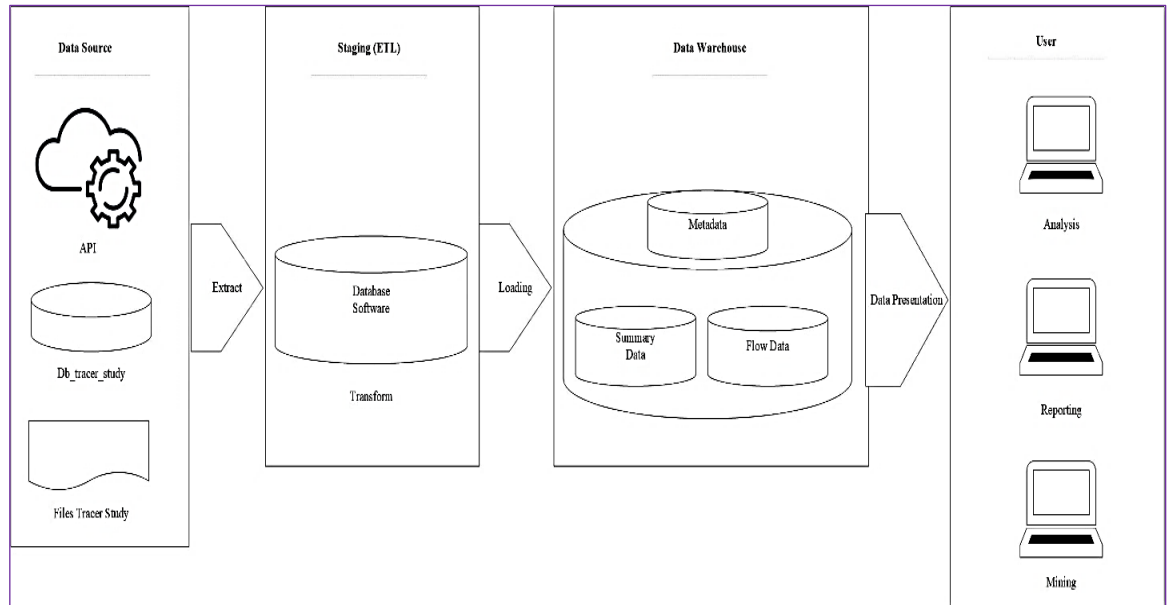 Data Source
API
Db_tracer_study
Files Tracer Study
Extract
Staging (ETL)
Database
Software
Transform
Loading
Data Warehouse
Metadata
Summary
Data
Flow Data
Data Presentation
User
Analysis
Reporting
Mining